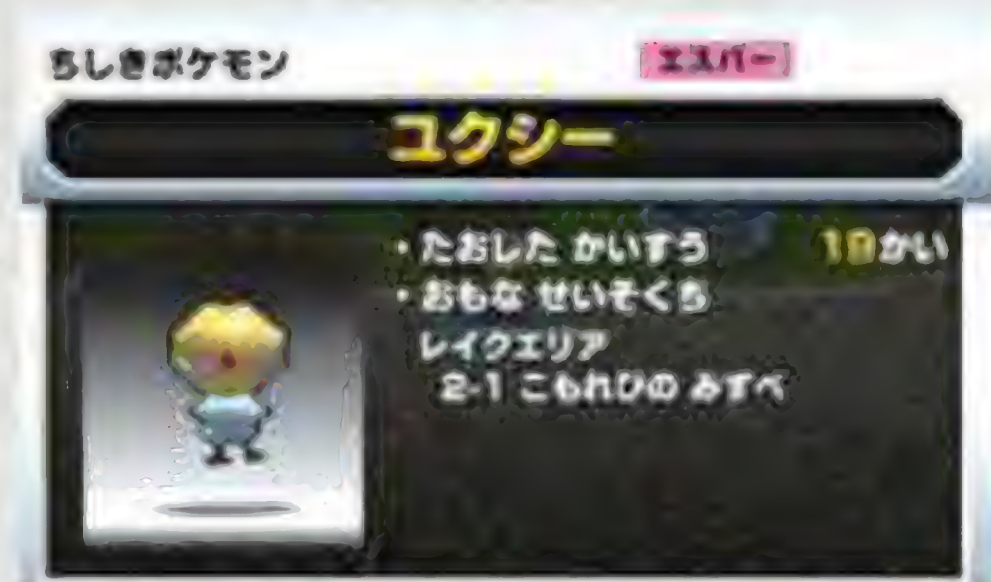 ちしきポケモン
エスパー
ユクシー
・たおした かいすう
かい
・おもな せいそくち
レイクエリア
2-1 こもれびの みずべ